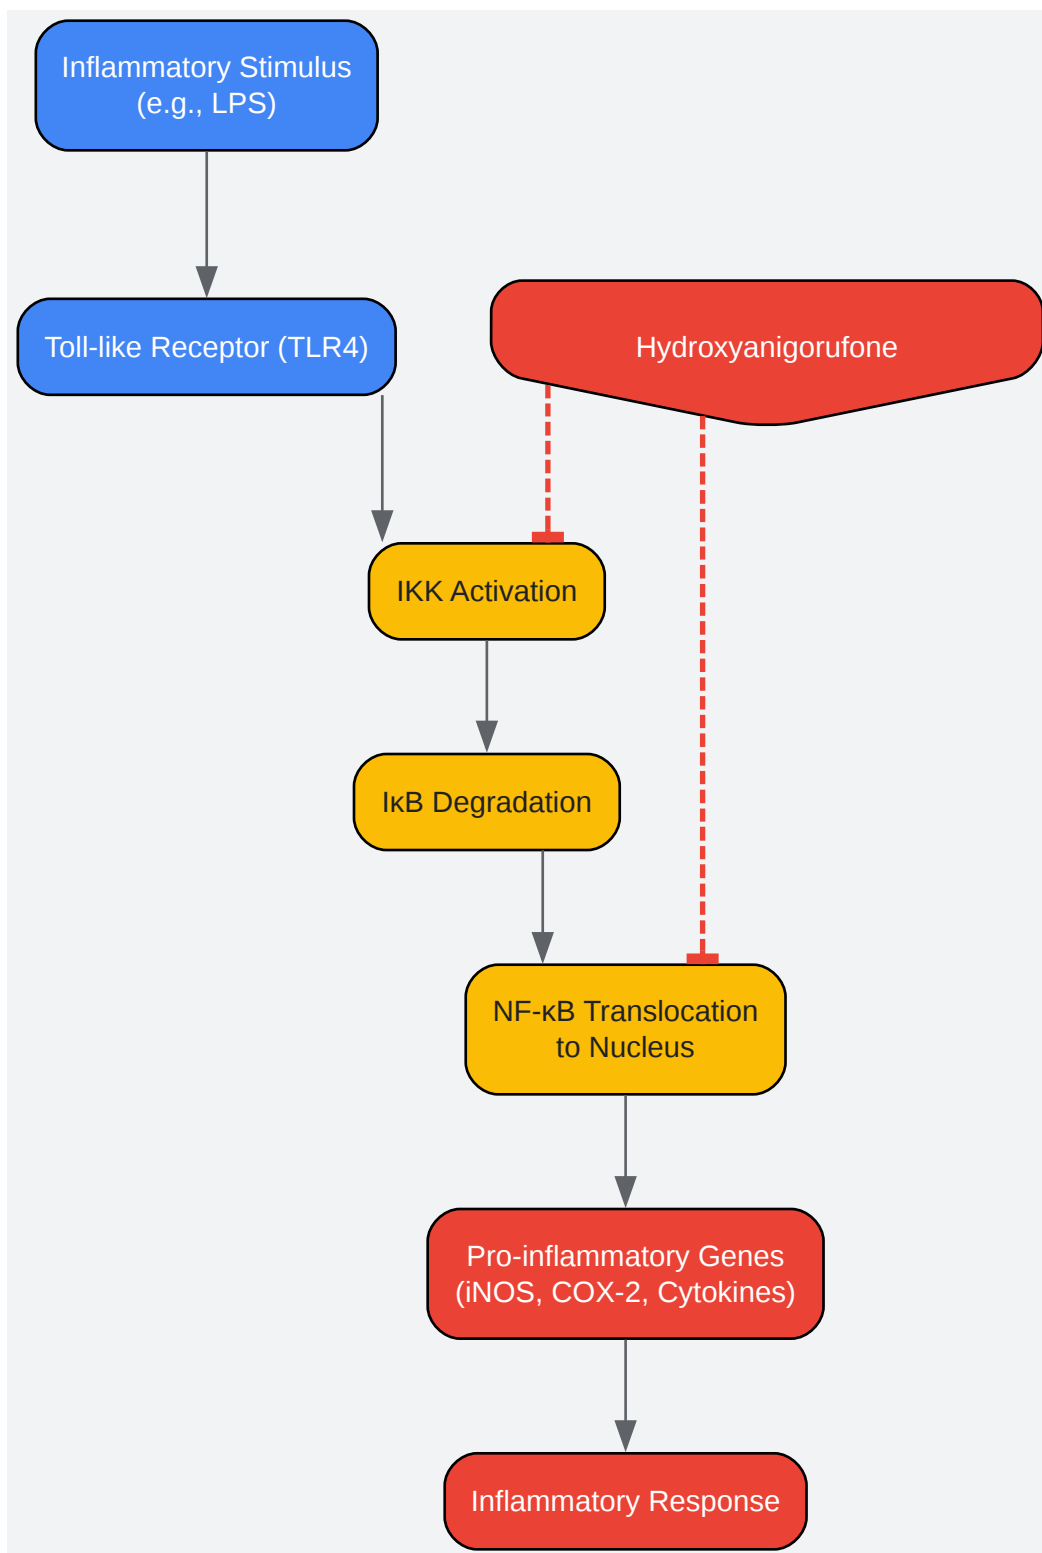 Inflammatory Stimulus
(e.g., LPS)
Toll-like Receptor (TLR4)
Hydroxyanigorufone
IKK Activation
IκB Degradation
NF-κB Translocation
to Nucleus
Pro-inflammatory Genes
(iNOS, COX-2, Cytokines)
Inflammatory Response